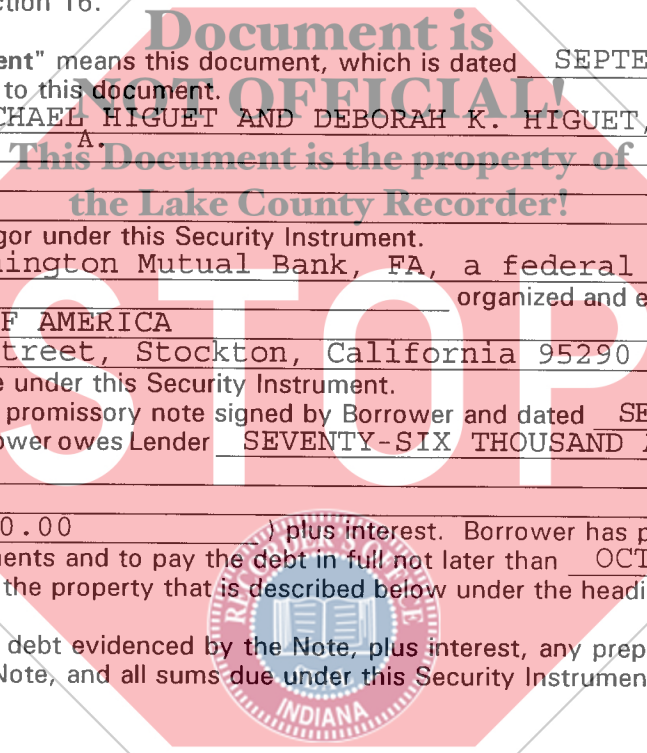 ction 16.
Document is
ent" means this document, which is dated SEPTE
to this document.
NOT OFFICIAL!
CHAEL HIGUET AND DEBORAH K. HIGUET,
A.
This Document is the property of
the Lake County Recorder!
gor under this Security Instrument.
ington Mutual Bank, FA, a federal
organized and e
F AMERICA
STOP
treet, Stockton, California 95290
e under this Security Instrument.
promissory note signed by Borrower and dated SE
ower owes Lender SEVENTY-SIX THOUSAND A
0.00 ) plus interest. Borrower has p
ents and to pay the debt in full not later than OCT
the property that is described below under the headi
RECORDER'S OFFICE
debt evidenced by the Note, plus interest, any prep
Note, and all sums due under this Security Instrumen
INDIANA